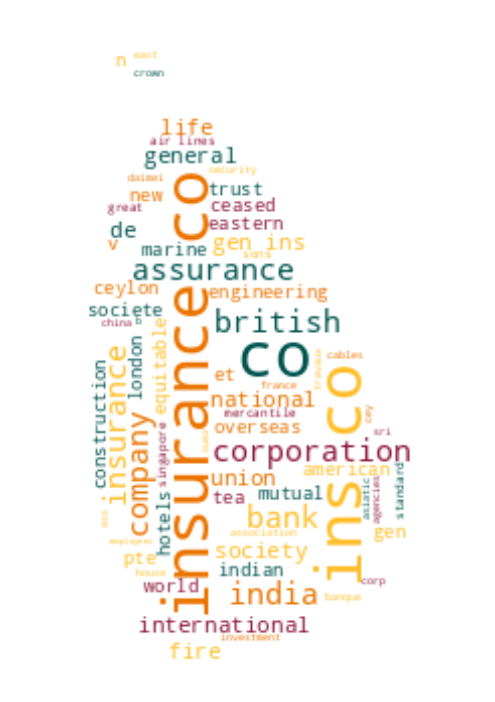 n east
crown
life
air lines
general
security
daimei
new
trust
great
ceased
de
eastern
v
marine
gen ins
sons
assurance
ceylon
engineering
societe
china
b
british
insurance co
co
london
equitable
insurance
construction
et
france
travaux
cables
national
mercantile
cey
overseas
sri
company
singapore
corporation
ins co
american
union
tea
mutual
asiatic
agencies
standard
bank
hotels
ass
association
gen
employees
society
pte
house
indian
world
corp
india
banque
international
investment
fire